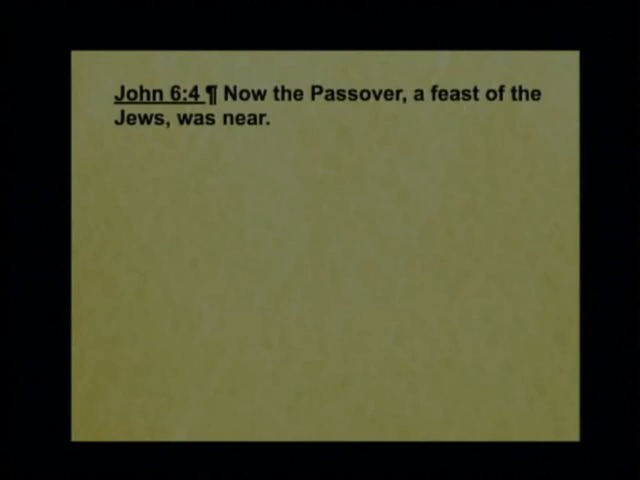 John 6:4 ¶ Now the Passover, a feast of the
Jews, was near.